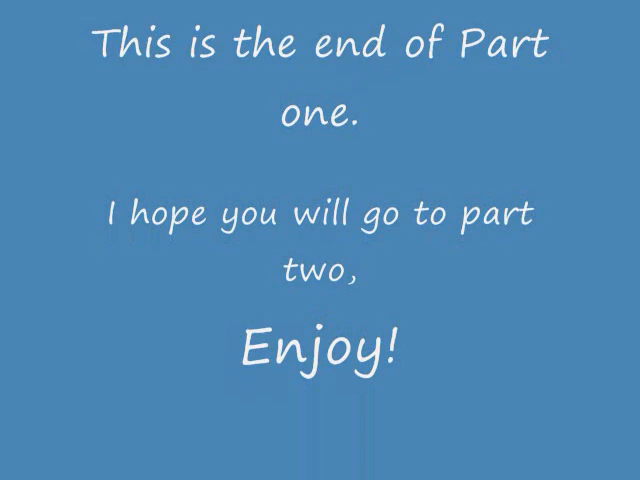 This is the end of Part
one.
I hope you will go to part
two,
Enjoy!